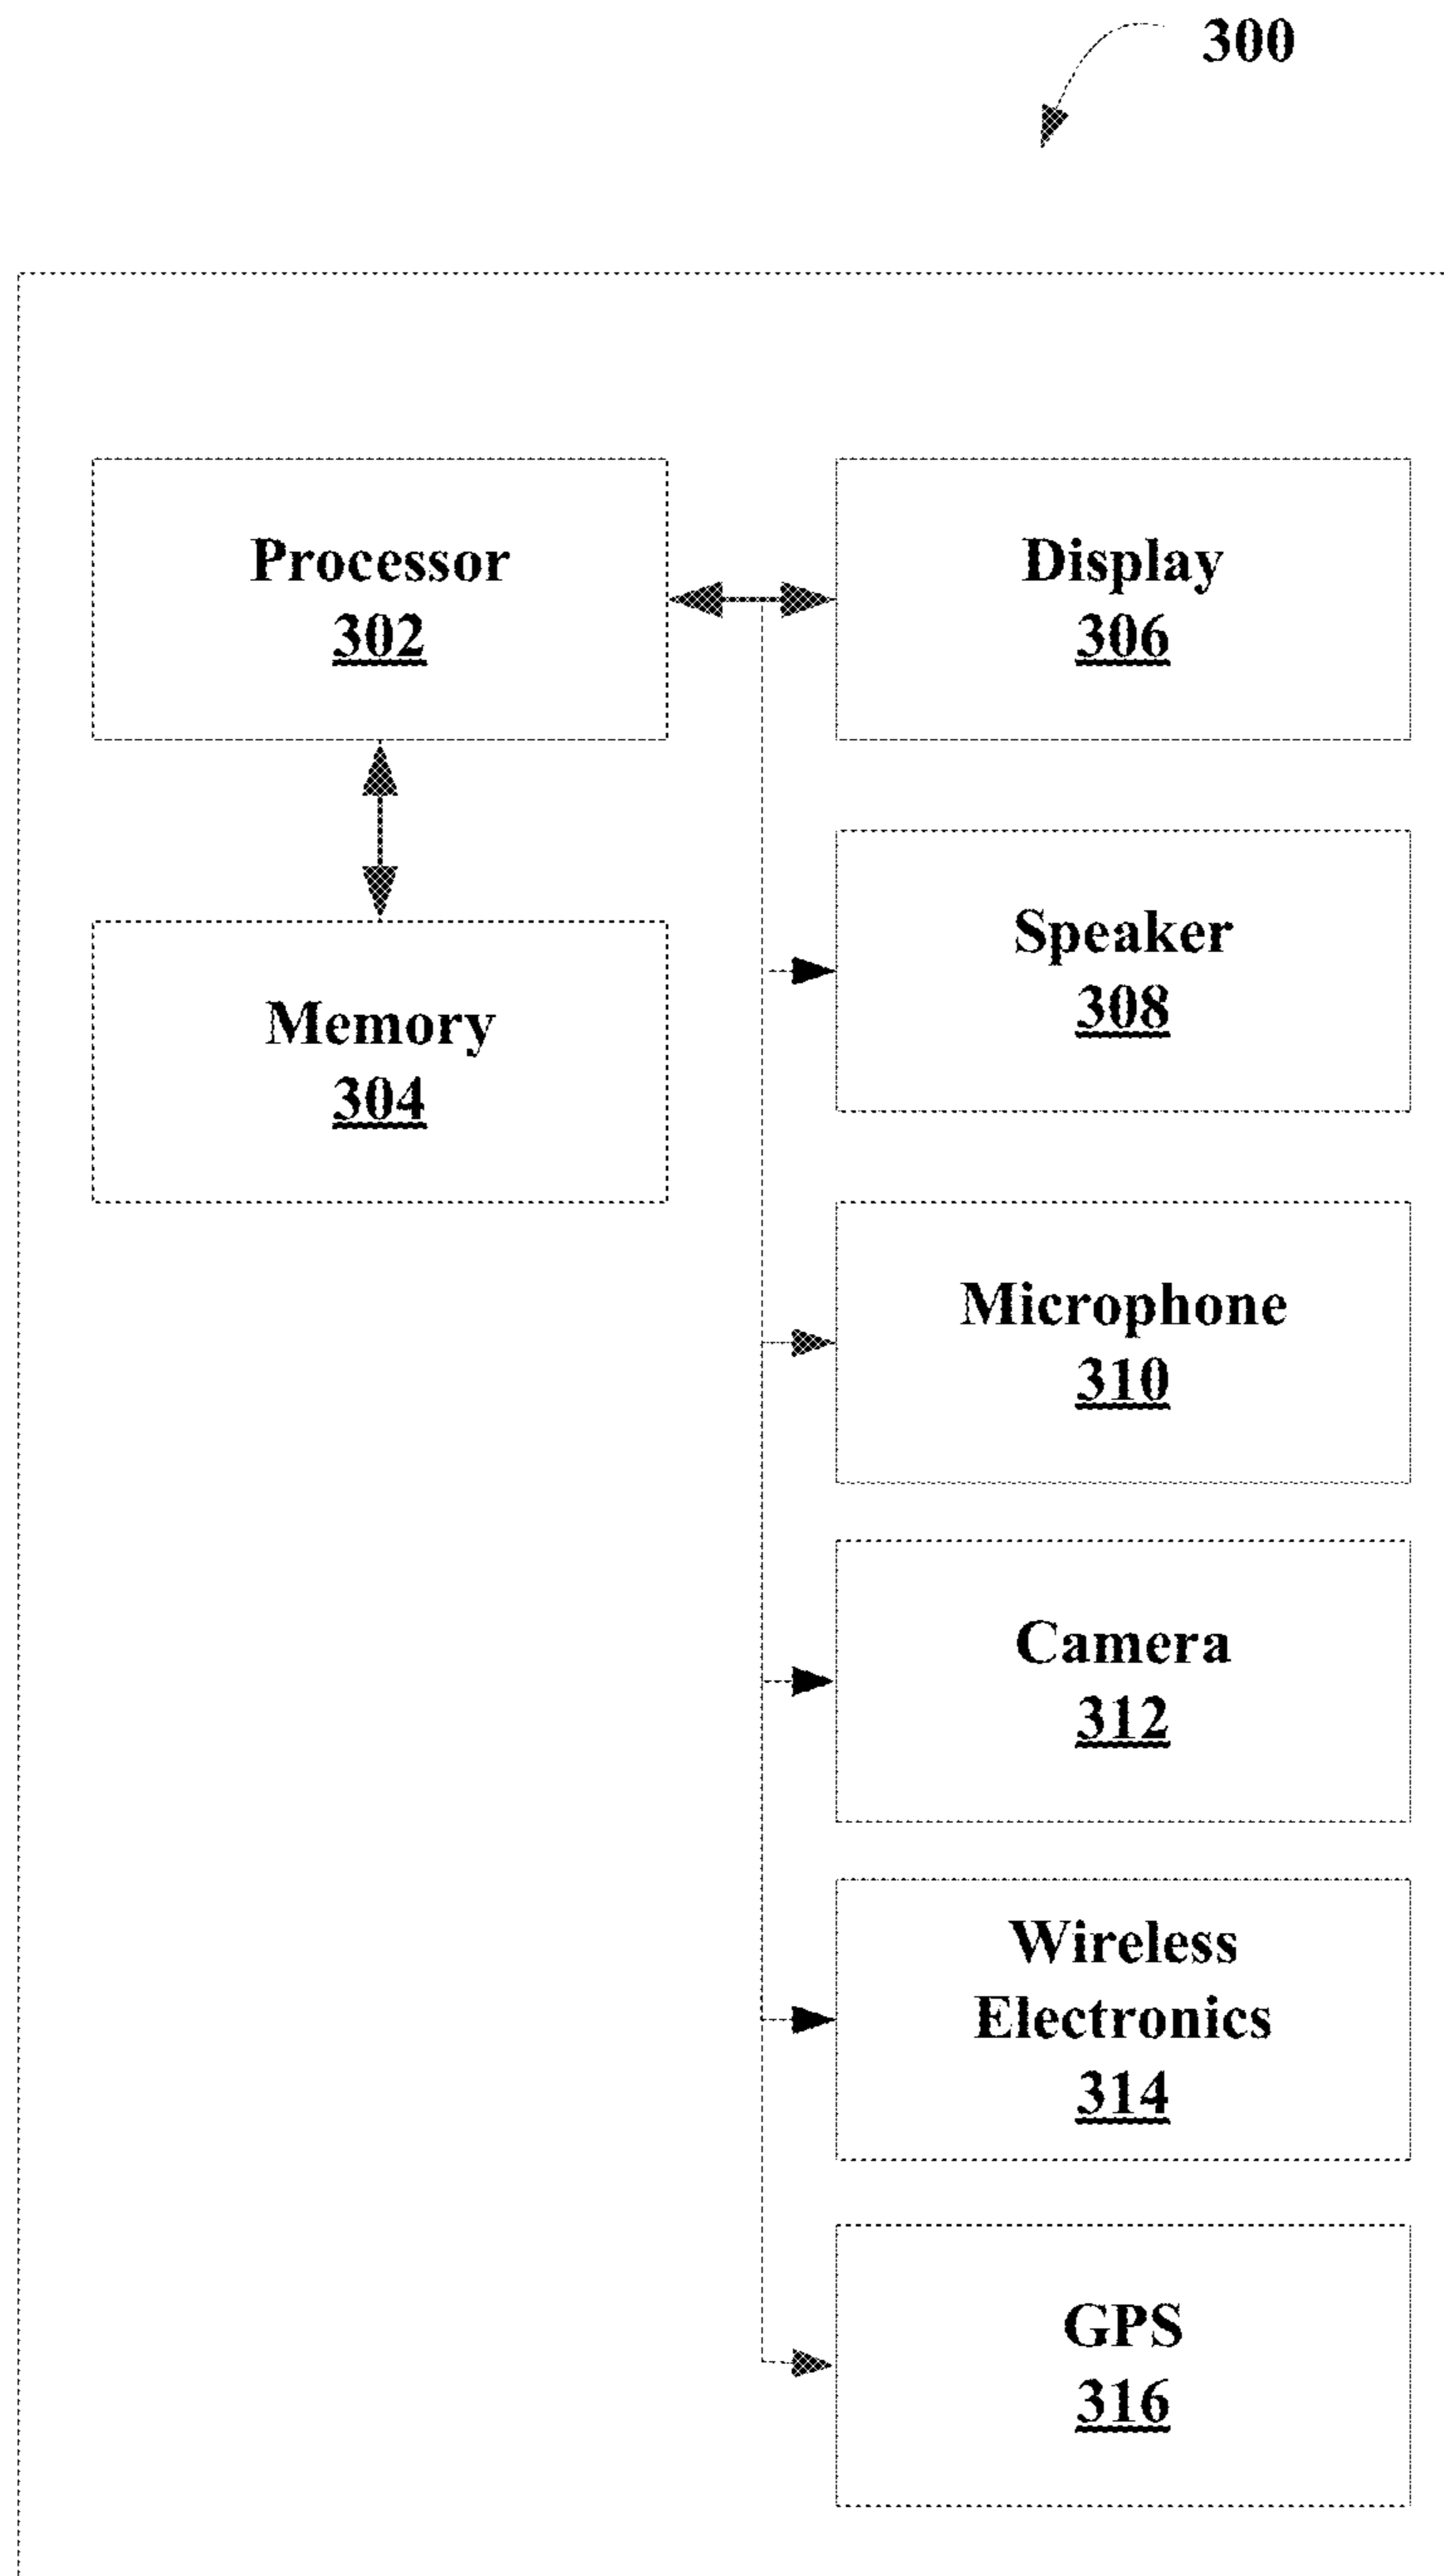 300
Processor
302
Display
306
Memory
304
Speaker
308
Microphone
310
Camera
312
Wireless
Electronics
314
GPS
316